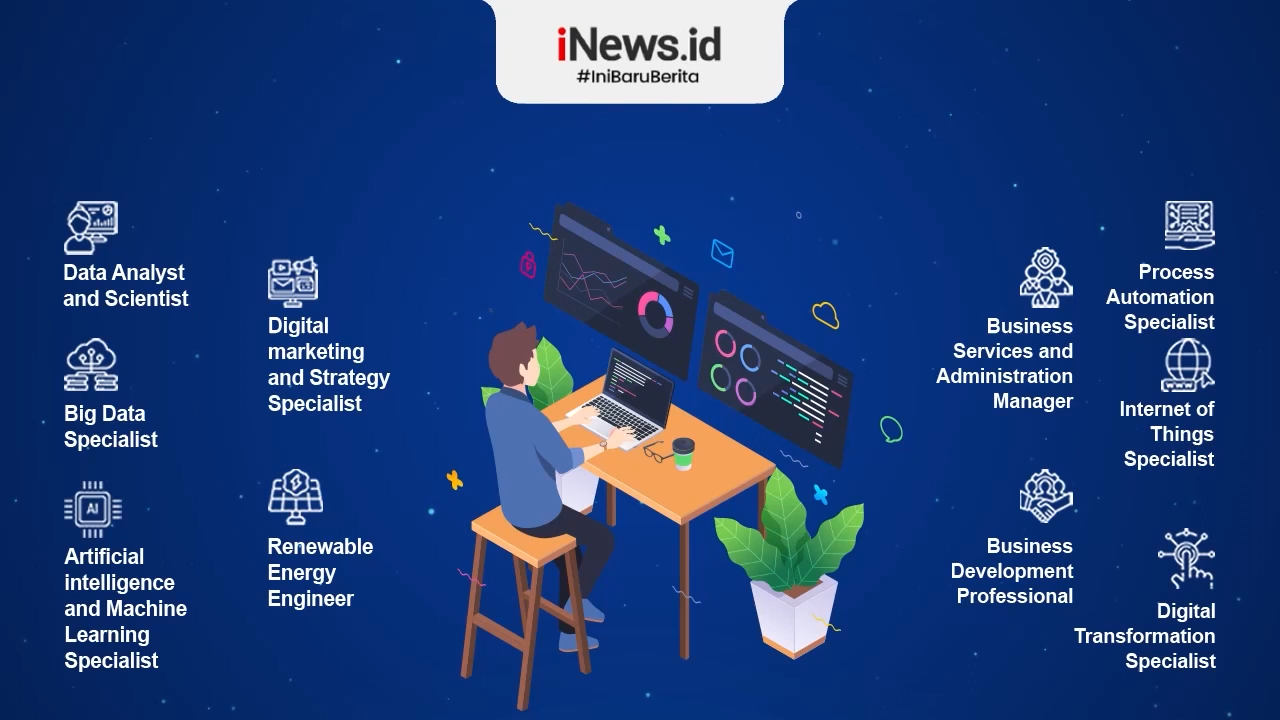 iNews.id
#IniBaruBerita
Data Analyst
and Scientist
Big Data
Specialist
Artificial
intelligence
and Machine
Learning
Specialist
Digital
marketing
and Strategy
Specialist
Renewable
Energy
Engineer
Business
Services and
Administration
Manager
Business
Development
Professional
Process
Automation
Specialist
Internet of
Things
Specialist
Digital
Transformation
Specialist
AI
WWW